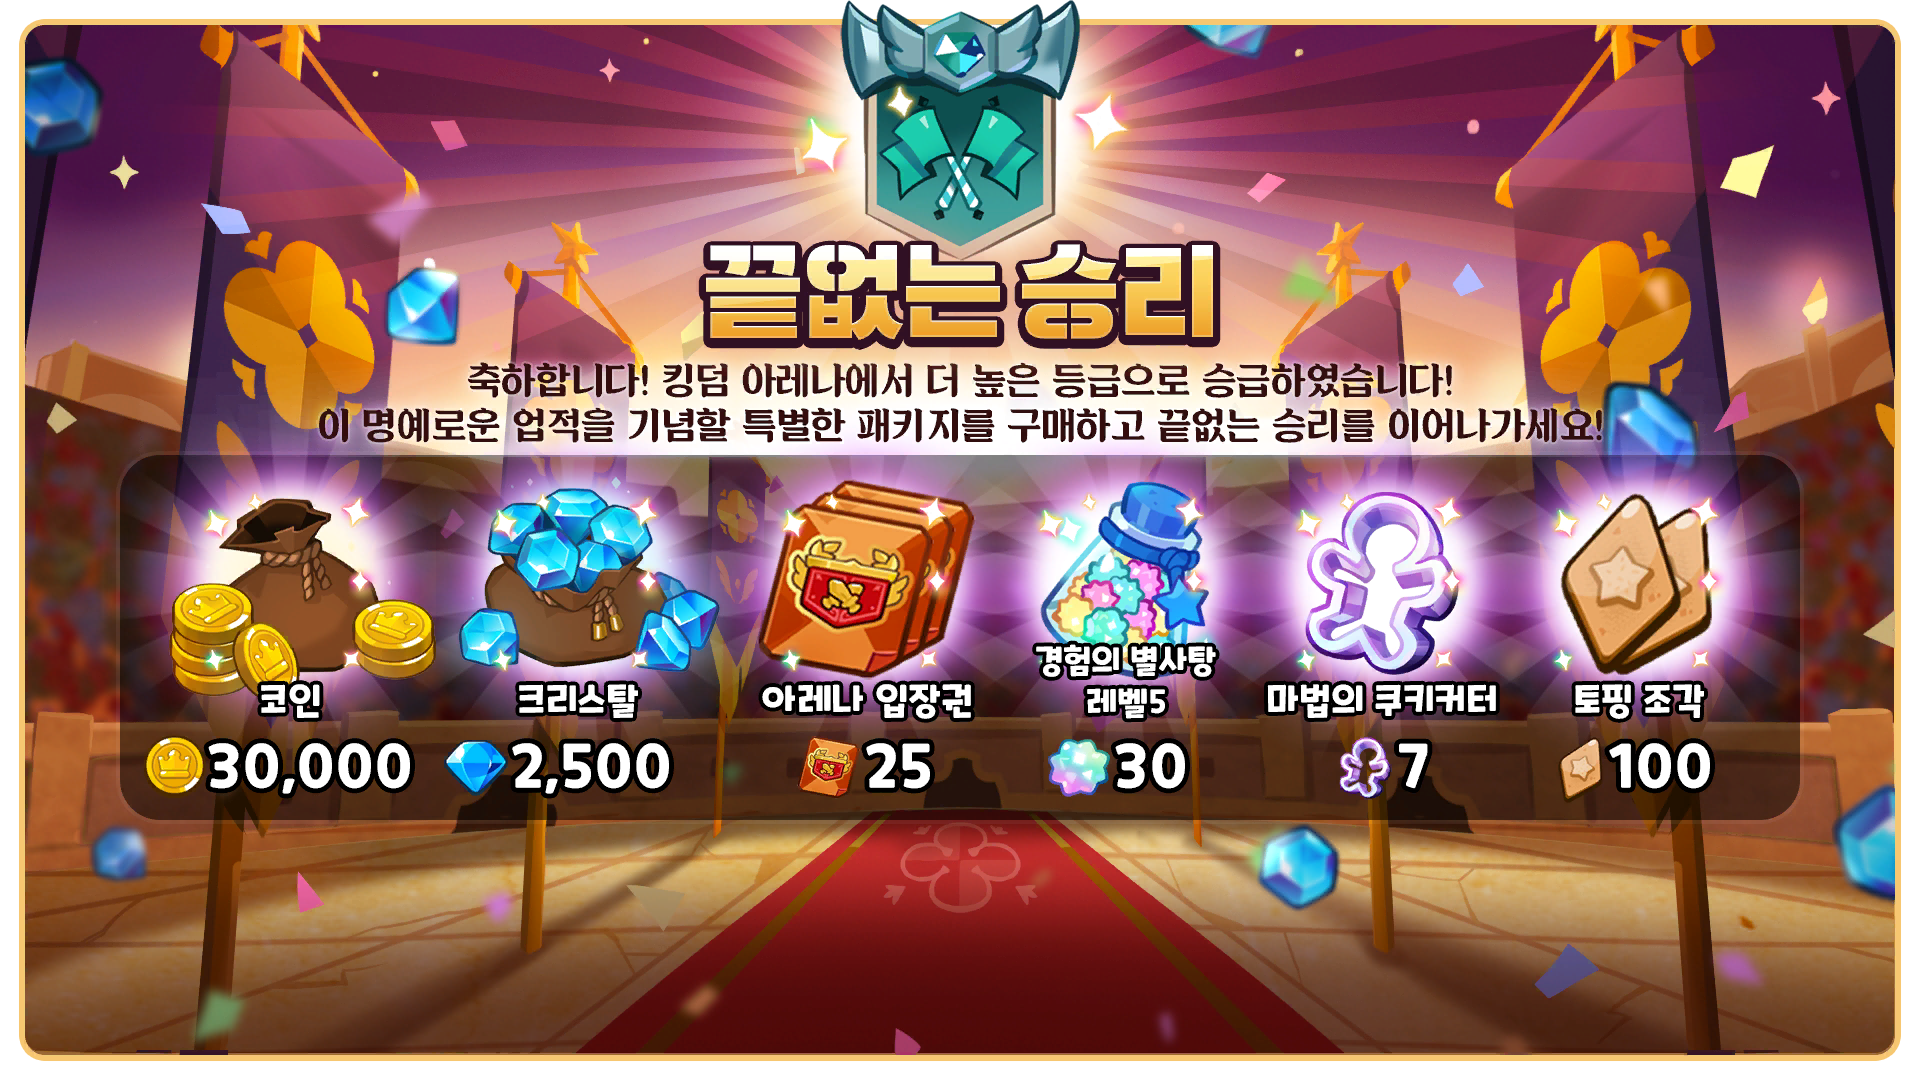 끝없는 승리
축하합니다! 킹덤 아레나에서 더 높은 등급으로 승급하였습니다!
이 명예로운 업적을 기념할 특별한 패키지를 구매하고 끝없는 승리를 이어나가세요!
코인
30,000
크리스탈
2,500
아레나 입장권
25
경험의 별사탕
레벨5
30
마법의 쿠키커터
7
토핑 조각
100